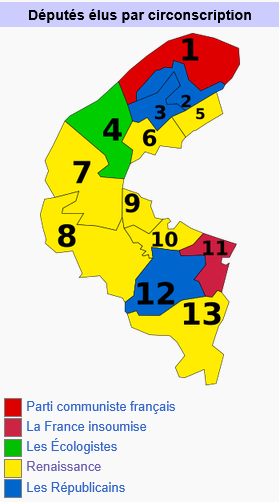 Députés élus par circonscription
1
2
3
5
4
6
7
9
8
10
11
12
13
Parti communiste français
La France insoumise
Les Écologistes
Renaissance
Les Républicains